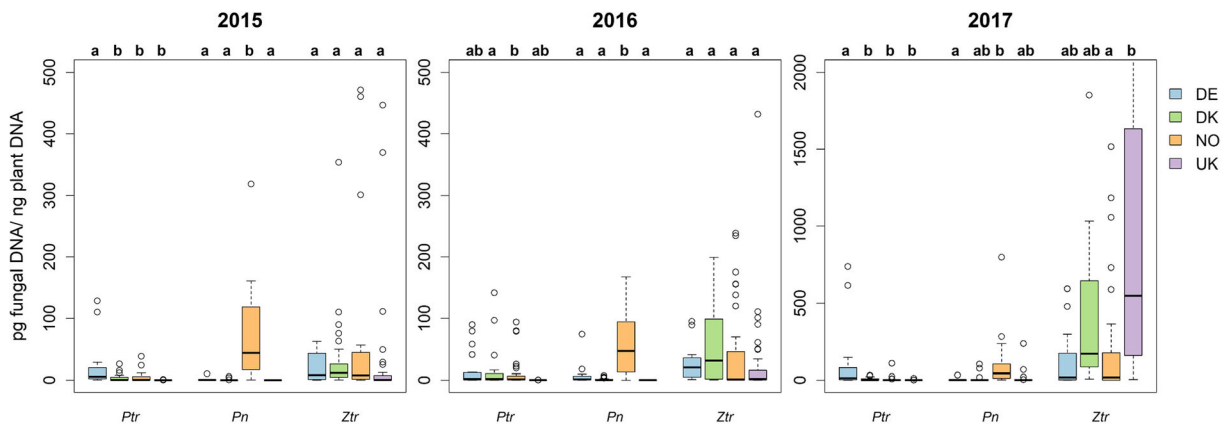 2015 2016 2017
a b b b a a b a a a a a ab a b ab a a b a a a a a a b b b a ab b ab ab ab a b
pg fungal DNA/ ng plant DNA
500 500 2000
400 400
300 300 1500
200 200 1000
100 100 500
0 0 0
Ptr Pn Ztr Ptr Pn Ztr Ptr Pn Ztr
DE
DK
NO
UK